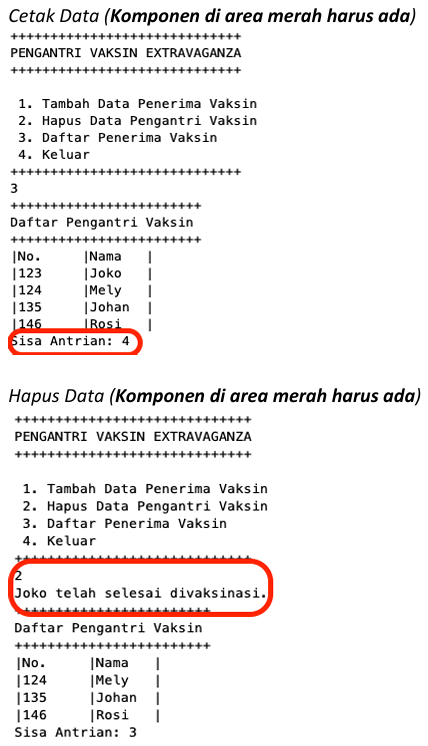 Cetak Data (Komponen di area merah harus ada)
+++++++++++++++++++++++++++++
PENGANTRI VAKSIN EXTRAVAGANZA
+++++++++++++++++++++++++++++
1. Tambah Data Penerima Vaksin
2. Hapus Data Pengantri Vaksin
3. Daftar Penerima Vaksin
4. Keluar
+++++++++++++++++++++++++++++
3
++++++++++++++++++++++++
Daftar Pengantri Vaksin
++++++++++++++++++++++++
|No. |Nama |
|123 |Joko |
|124 |Mely |
|135 |Johan |
|146 |Rosi |
Sisa Antrian: 4
Hapus Data (Komponen di area merah harus ada)
+++++++++++++++++++++++++++++
PENGANTRI VAKSIN EXTRAVAGANZA
+++++++++++++++++++++++++++++
1. Tambah Data Penerima Vaksin
2. Hapus Data Pengantri Vaksin
3. Daftar Penerima Vaksin
4. Keluar
+++++++++++++++++++++++++++++
2
Joko telah selesai divaksinasi.
++++++++++++++++++++++++
Daftar Pengantri Vaksin
++++++++++++++++++++++++
|No. |Nama |
|124 |Mely |
|135 |Johan |
|146 |Rosi |
Sisa Antrian: 3